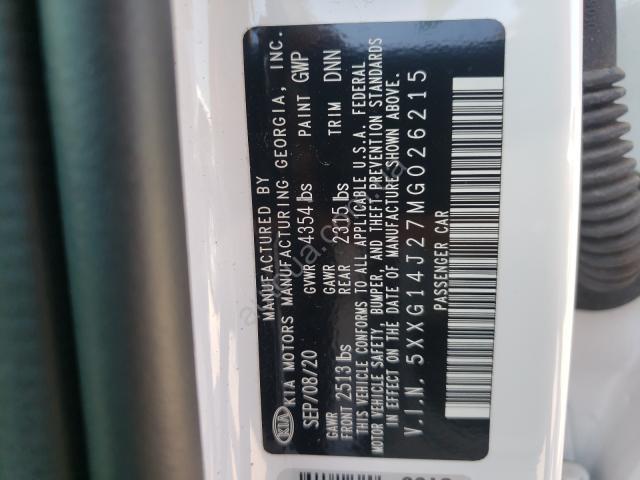 MANUFACTURED BY
KIA KIA MOTORS MANUFACTURING GEORGIA, INC.
SEP/08/20 GVWR 4354 lbs PAINT GWP
GAWR FRONT 2513 lbs GAWR REAR 2315 lbs TRIM DNN
THIS VEHICLE CONFORMS TO ALL APPLICABLE U.S.A. FEDERAL
MOTOR VEHICLE SAFETY, BUMPER, AND THEFT PREVENTION STANDARDS
IN EFFECT ON THE DATE OF MANUFACTURE SHOWN ABOVE.
V.I.N. 5XXG14J27MG026215
PASSENGER CAR